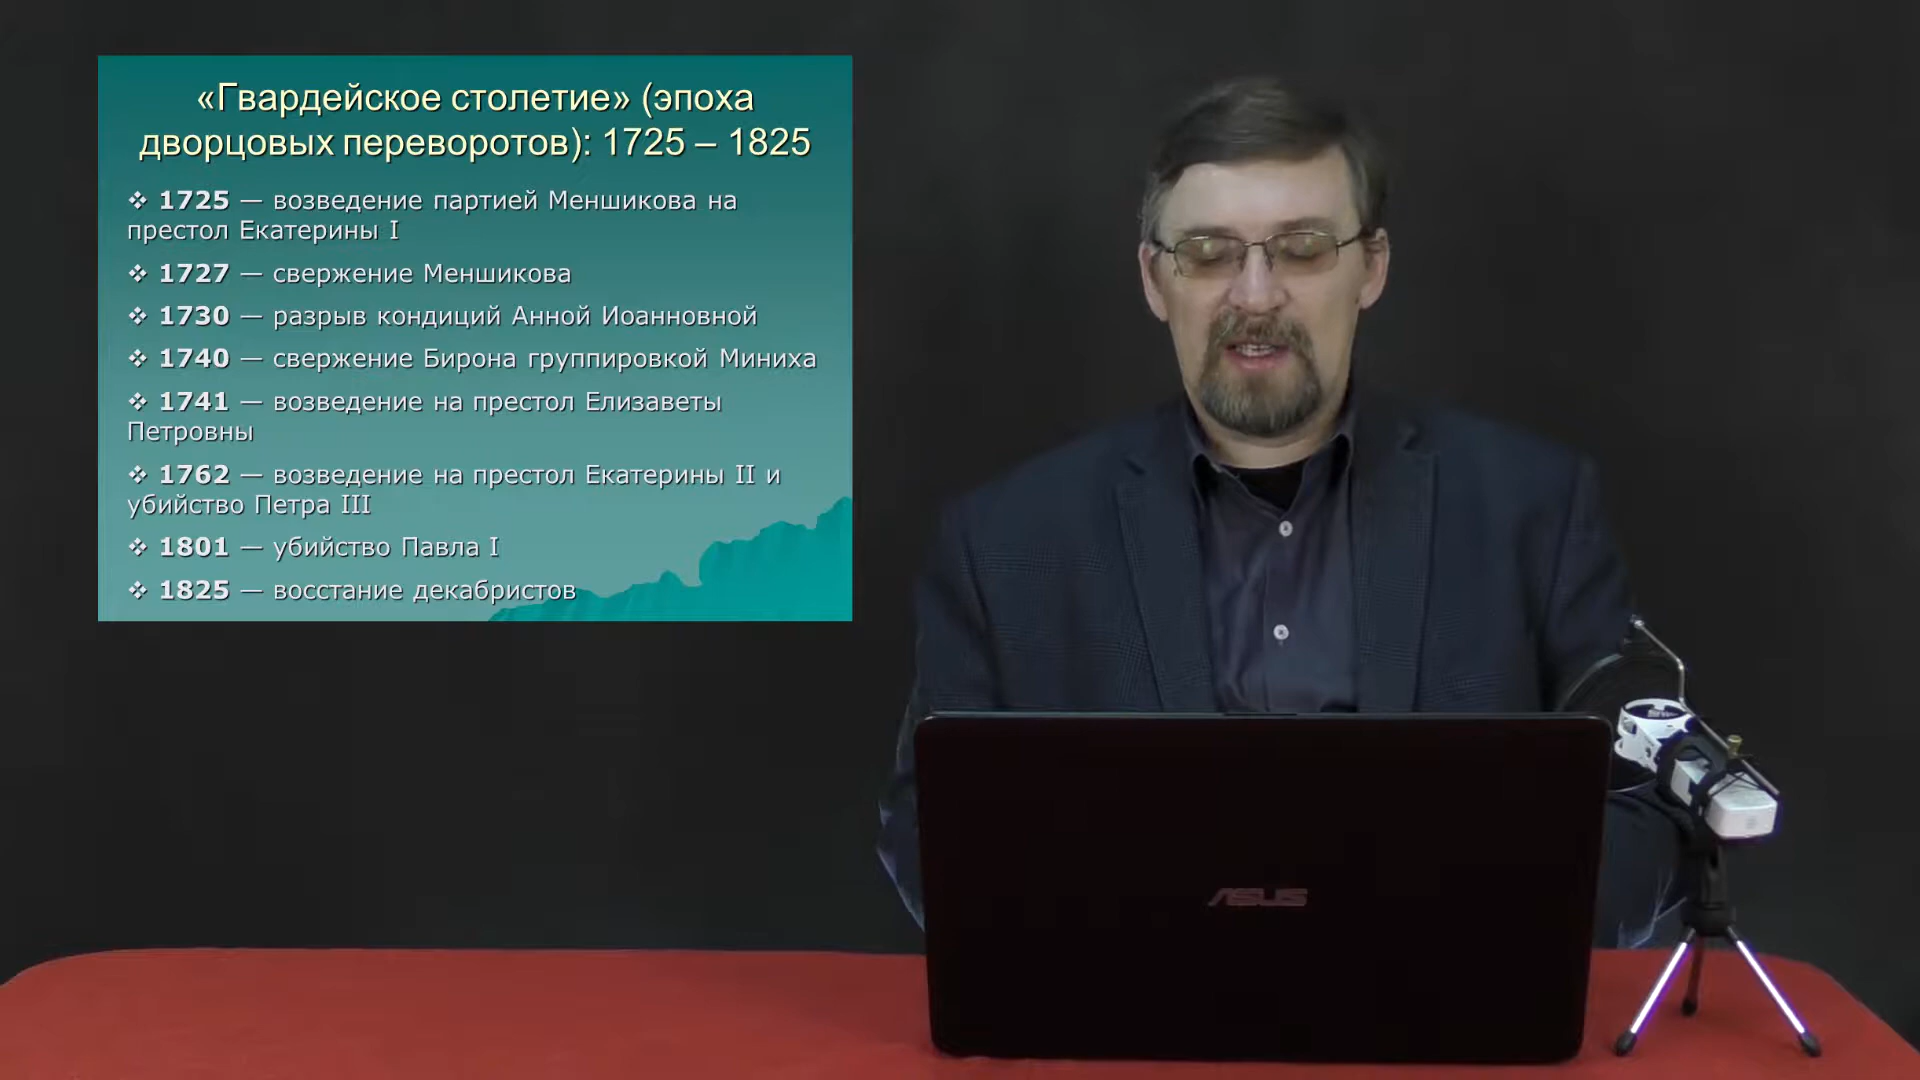 «Гвардейское столетие» (эпоха
дворцовых переворотов): 1725 – 1825
❖ 1725 — возведение партией Меншикова на
престол Екатерины I
❖ 1727 — свержение Меншикова
❖ 1730 — разрыв кондиций Анной Иоанновной
❖ 1740 — свержение Бирона группировкой Миниха
❖ 1741 — возведение на престол Елизаветы
Петровны
❖ 1762 — возведение на престол Екатерины II и
убийство Петра III
❖ 1801 — убийство Павла I
❖ 1825 — восстание декабристов
ASUS